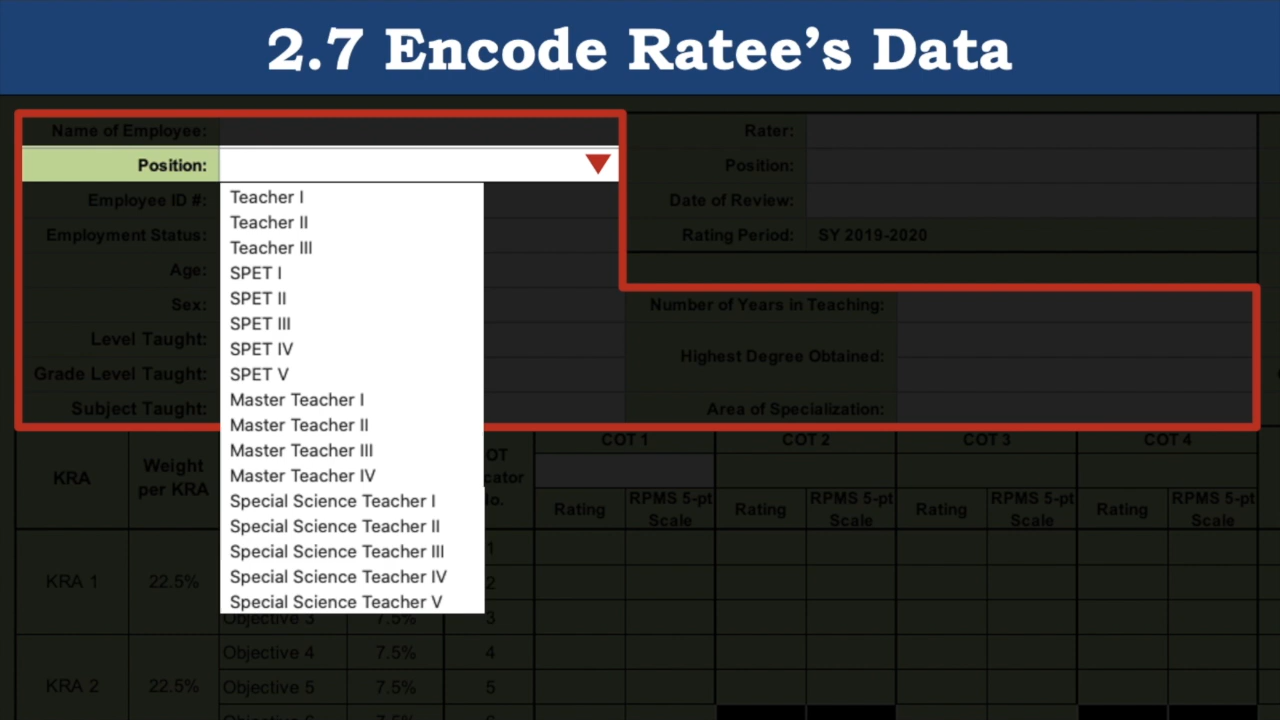 2.7 Encode Ratee's Data
Name of Employee:
Rater:
Position:
Position:
Employee ID #:
Date of Review:
Employment Status:
Rating Period: SY 2019-2020
Age:
Sex:
Number of Years in Teaching:
Level Taught:
Highest Degree Obtained:
Grade Level Taught:
Subject Taught:
Area of Specialization:
Teacher I
Teacher II
Teacher III
SPET I
SPET II
SPET III
SPET IV
SPET V
Master Teacher I
Master Teacher II
Master Teacher III
Master Teacher IV
Special Science Teacher I
Special Science Teacher II
Special Science Teacher III
Special Science Teacher IV
Special Science Teacher V
COT 1 COT 2 COT 3 COT 4
KRA
Weight
per KRA
Rating
RPMS 5-pt
Scale
Rating
RPMS 5-pt
Scale
Rating
RPMS 5-pt
Scale
Rating
RPMS 5-pt
Scale
1
KRA 1 22.5% 2
Objective 3 7.5% 3
Objective 4 7.5% 4
KRA 2 22.5% Objective 5 7.5% 5